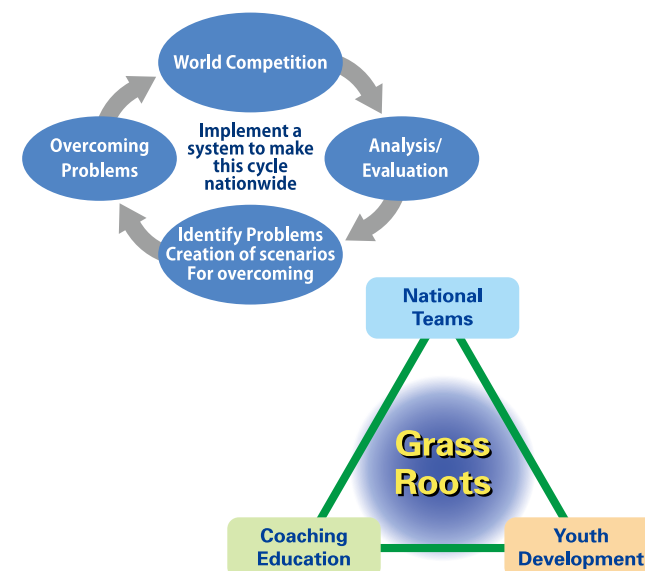 World Competition
Implement a
system to make
this cycle
nationwide
Overcoming
Problems
Analysis/
Evaluation
Identify Problems
Creation of scenarios
For overcoming
National
Teams
Grass
Roots
Coaching
Education
Youth
Development